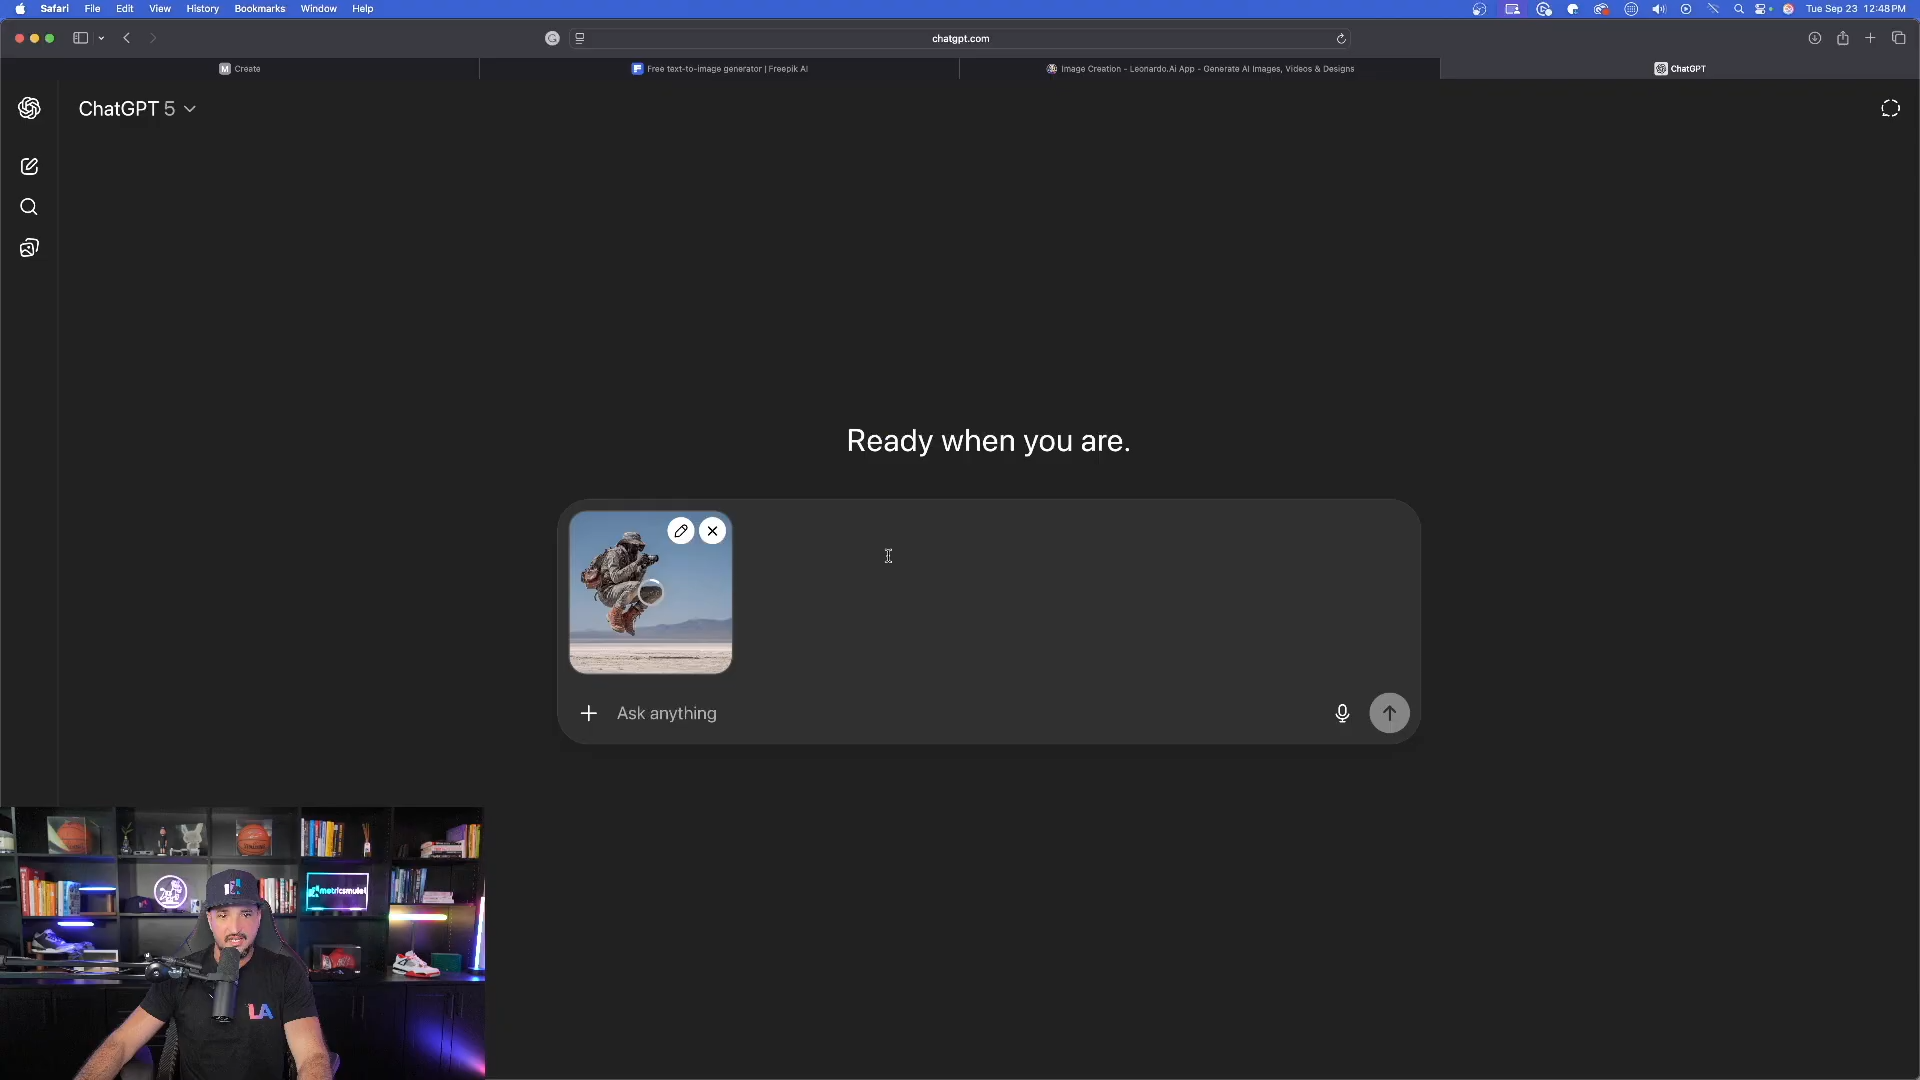 Safari File Edit View History Bookmarks Window Help
Tue Sep 23 12:48 PM
chatgpt.com
M Create
Free text-to-image generator | Freepik AI
Image Creation - Leonardo.Ai App - Generate AI Images, Videos & Designs
ChatGPT
ChatGPT 5
Ready when you are.
Ask anything
metricsmule
LA